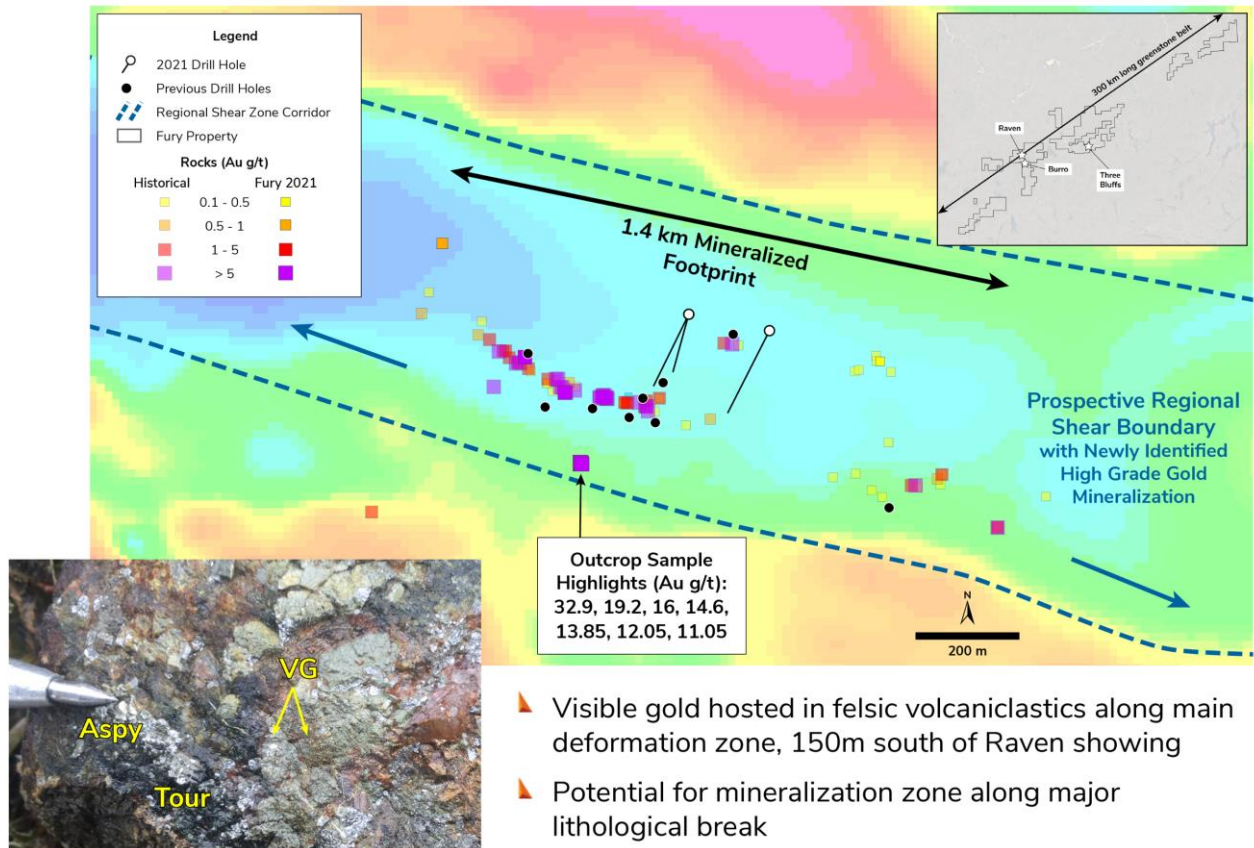 Legend
2021 Drill Hole
Previous Drill Holes
Regional Shear Zone Corridor
Fury Property
Rocks (Au g/t)
Historical Fury 2021
0.1 - 0.5
0.5 - 1
1 - 5
> 5
300 km long greenstone belt
Raven
Burro
Three
Bluffs
1.4 km Mineralized
Footprint
Prospective Regional
Shear Boundary
with Newly Identified
High Grade Gold
Mineralization
Outcrop Sample
Highlights (Au g/t):
32.9, 19.2, 16, 14.6,
13.85, 12.05, 11.05
N
200 m
VG
Aspy
Tour
Visible gold hosted in felsic volcaniclastics along main
deformation zone, 150m south of Raven showing
Potential for mineralization zone along major
lithological break